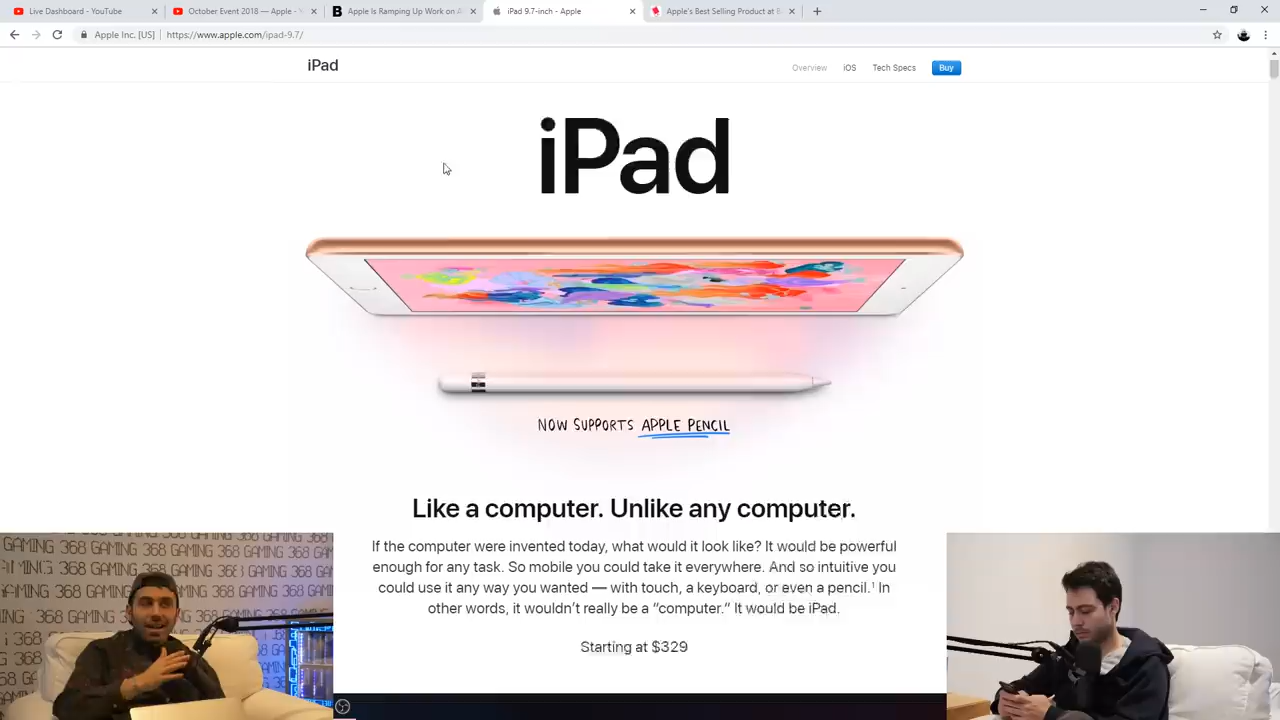 Live Dashboard - YouTube
October Event 2018 — Apple - Y
Apple Is Ramping Up Work on A
iPad 9.7-inch - Apple
Apple's Best Selling Product at B
Apple Inc. [US]
https://www.apple.com/ipad-9.7/
iPad
Overview
iOS
Tech Specs
Buy
iPad
NOW SUPPORTS APPLE PENCIL
Like a computer. Unlike any computer.
If the computer were invented today, what would it look like? It would be powerful
enough for any task. So mobile you could take it everywhere. And so intuitive you
could use it any way you wanted — with touch, a keyboard, or even a pencil.¹ In
other words, it wouldn't really be a “computer.” It would be iPad.
Starting at $329
GAMING 368 GAMING 368 GAMING 368 GAM